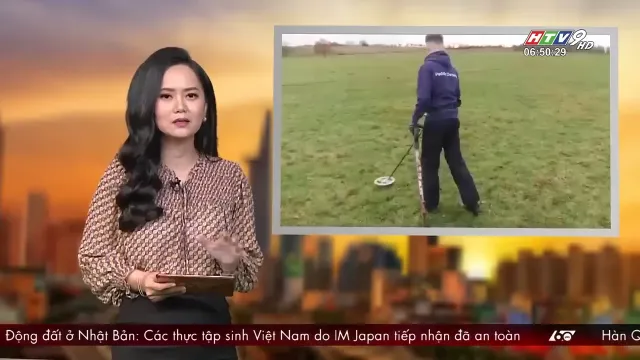 HTV9 HD
06:50:29
Động đất ở Nhật Bản: Các thực tập sinh Việt Nam do IM Japan tiếp nhận đã an toàn
60
Hàn Q